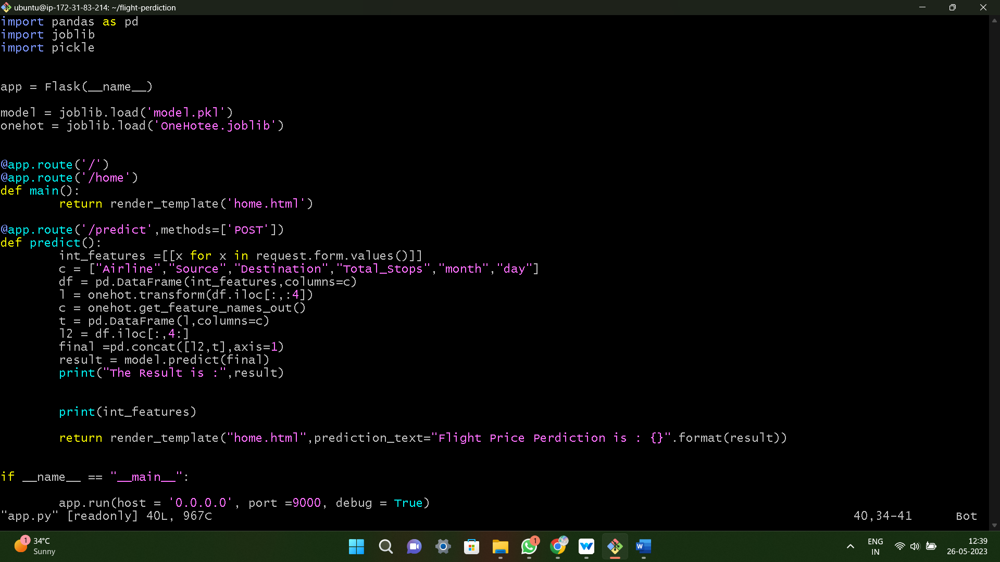 ubuntu@ip-172-31-83-214: ~/flight-perdiction
import pandas as pd
import joblib
import pickle
app = Flask(__name__)
model = joblib.load('model.pkl')
onehot = joblib.load('OneHotee.joblib')
@app.route('/')
@app.route('/home')
def main():
        return render_template('home.html')
@app.route('/predict',methods=['POST'])
def predict():
        int_features =[[x for x in request.form.values()]]
        c = ["Airline","Source","Destination","Total_Stops","month","day"]
        df = pd.DataFrame(int_features,columns=c)
        l = onehot.transform(df.iloc[:,:4])
        c = onehot.get_feature_names_out()
        t = pd.DataFrame(l,columns=c)
        l2 = df.iloc[:,4:]
        final =pd.concat([l2,t],axis=1)
        result = model.predict(final)
        print("The Result is :",result)
        print(int_features)
        return render_template("home.html",prediction_text="Flight Price Perdiction is : {}".format(result))
if __name__ == "__main__":
        app.run(host = '0.0.0.0', port =9000, debug = True)
"app.py" [readonly] 40L, 967C 40,34-41 Bot
1
34°C
Sunny
1
W
ENG
IN
12:39
26-05-2023